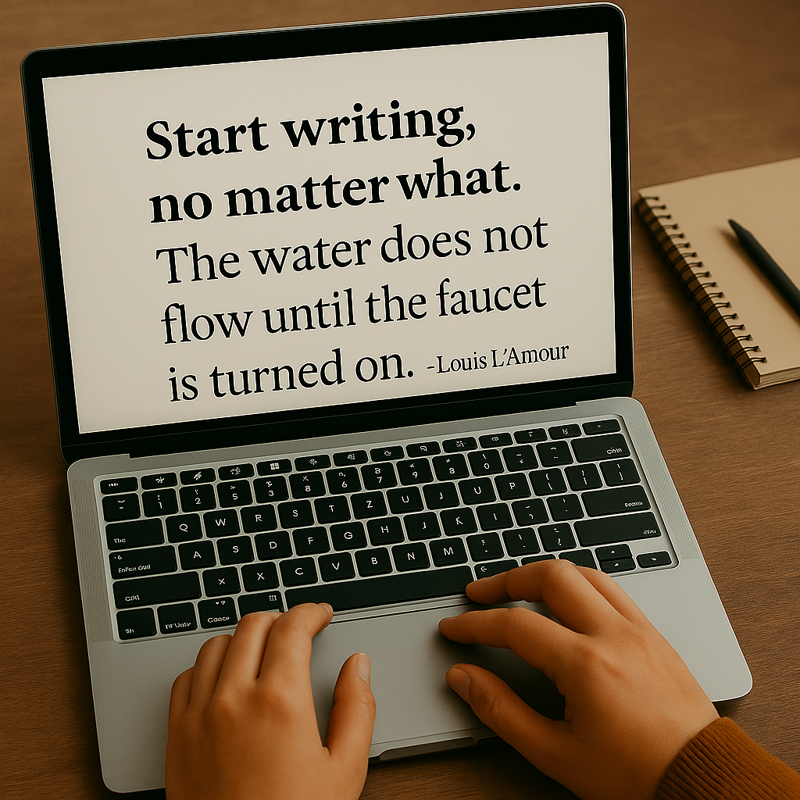 Start writing,
no matter what.
The water does not
flow until the faucet
is turned on. -Louis L'Amour
Q W R S T Z U J U P
A S D F G H J K I
X X C V B N M